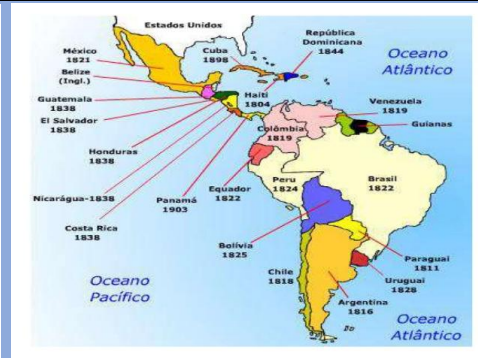 Estados Unidos
México
1821
Belize
(Ingl.)
Guatemala
1838
El Salvador
1838
Honduras
1838
Nicarágua-1838
Costa Rica
1838
Cuba
1898
República
Dominicana
1844
Haiti
1804
Panamá
1903
Oceano
Atlântico
Venezuela
1819
Guianas
Colômbia
1819
Equador
1822
Peru
1824
Brasil
1822
Bolívia
1825
Paraguai
1811
Chile
1818
Uruguai
1828
Argentina
1816
Oceano
Pacífico
Oceano
Atlântico